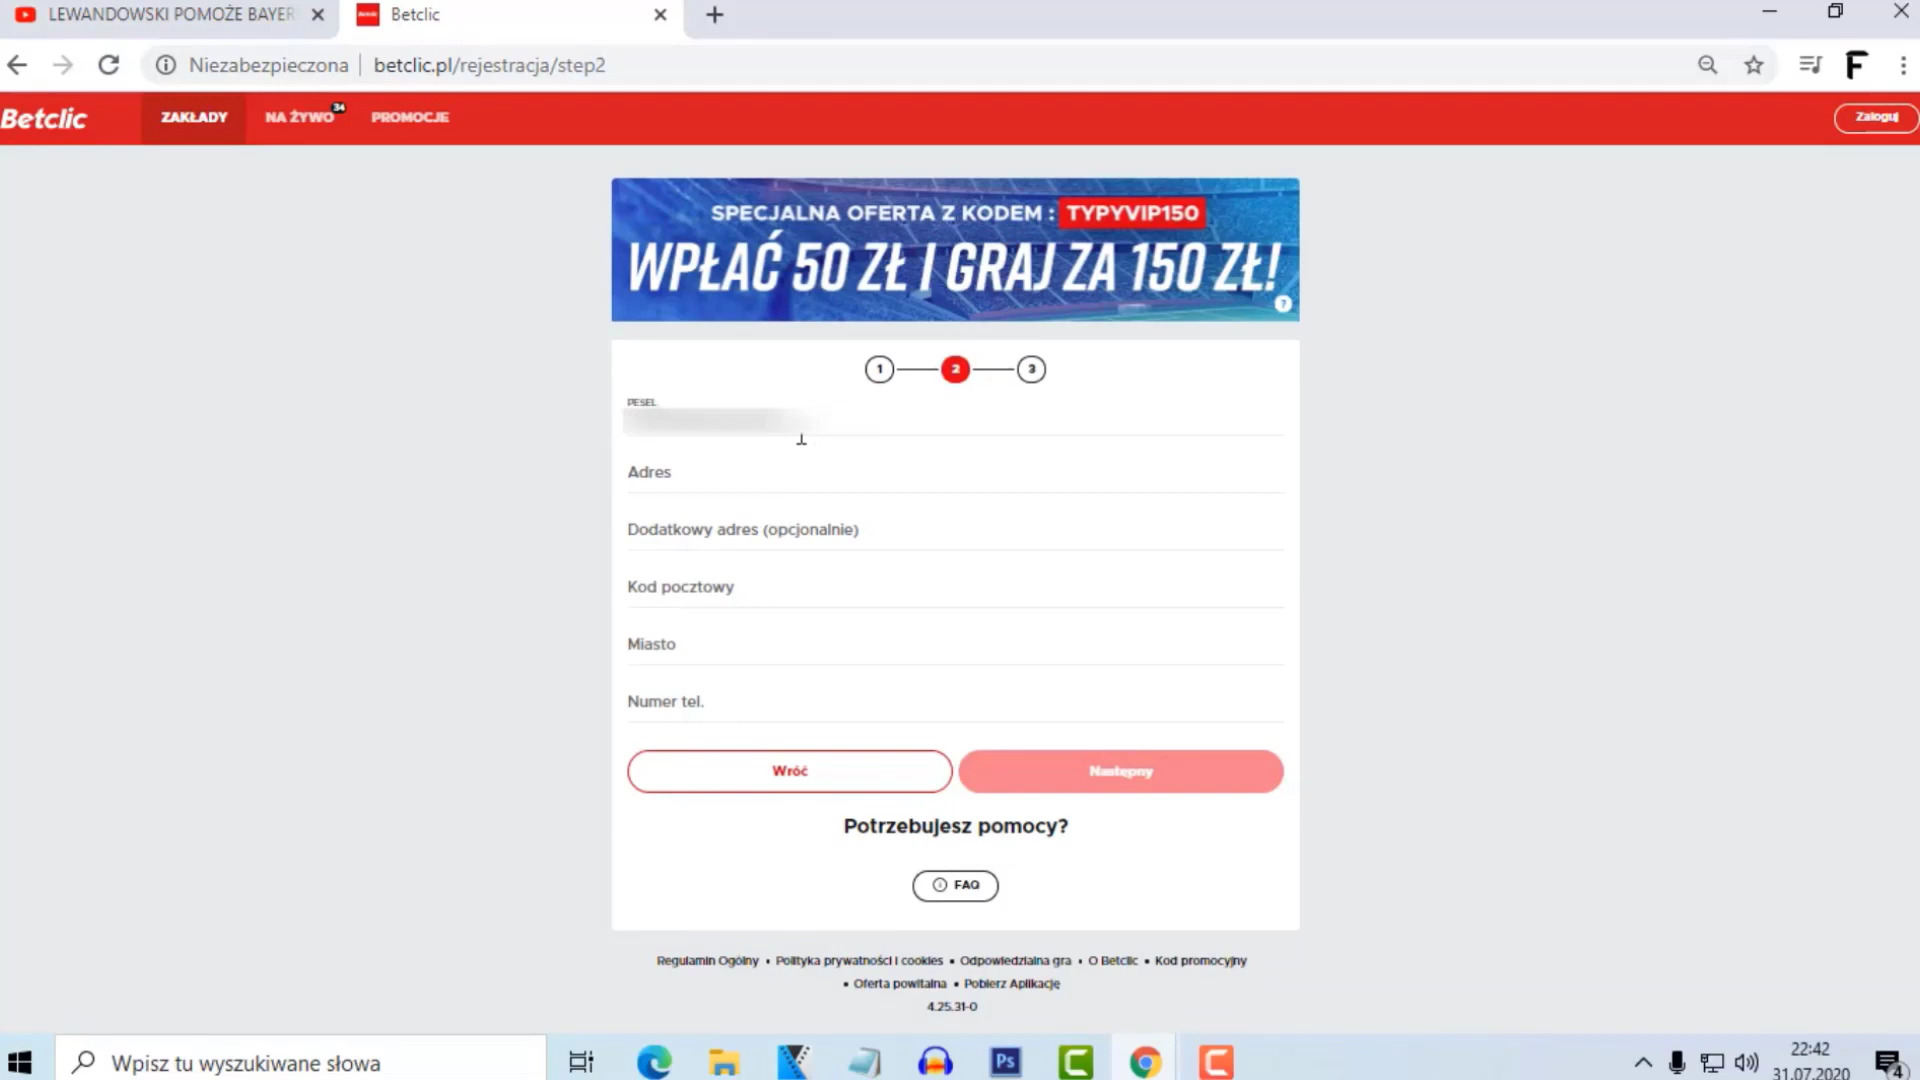 LEWANDOWSKI POMOŻE BAYER
Betclic
Niezabezpieczona
betclic.pl/rejestracja/step2
Betclic
ZAKŁADY
NA ŻYWO 34
PROMOCJE
Zaloguj
SPECJALNA OFERTA Z KODEM : TYPYVIP150
WPŁAĆ 50 ZŁ I GRAJ ZA 150 ZŁ!
?
1 2 3
PESEL
Adres
Dodatkowy adres (opcjonalnie)
Kod pocztowy
Miasto
Numer tel.
Wróć
Następny
Potrzebujesz pomocy?
FAQ
Regulamin Ogólny • Polityka prywatności i cookies • Odpowiedzialna gra • O Betclic • Kod promocyjny
• Oferta powitalna • Pobierz Aplikację
4.25.31-0
Wpisz tu wyszukiwane słowa
Ps
22:42
31.07.2020
4